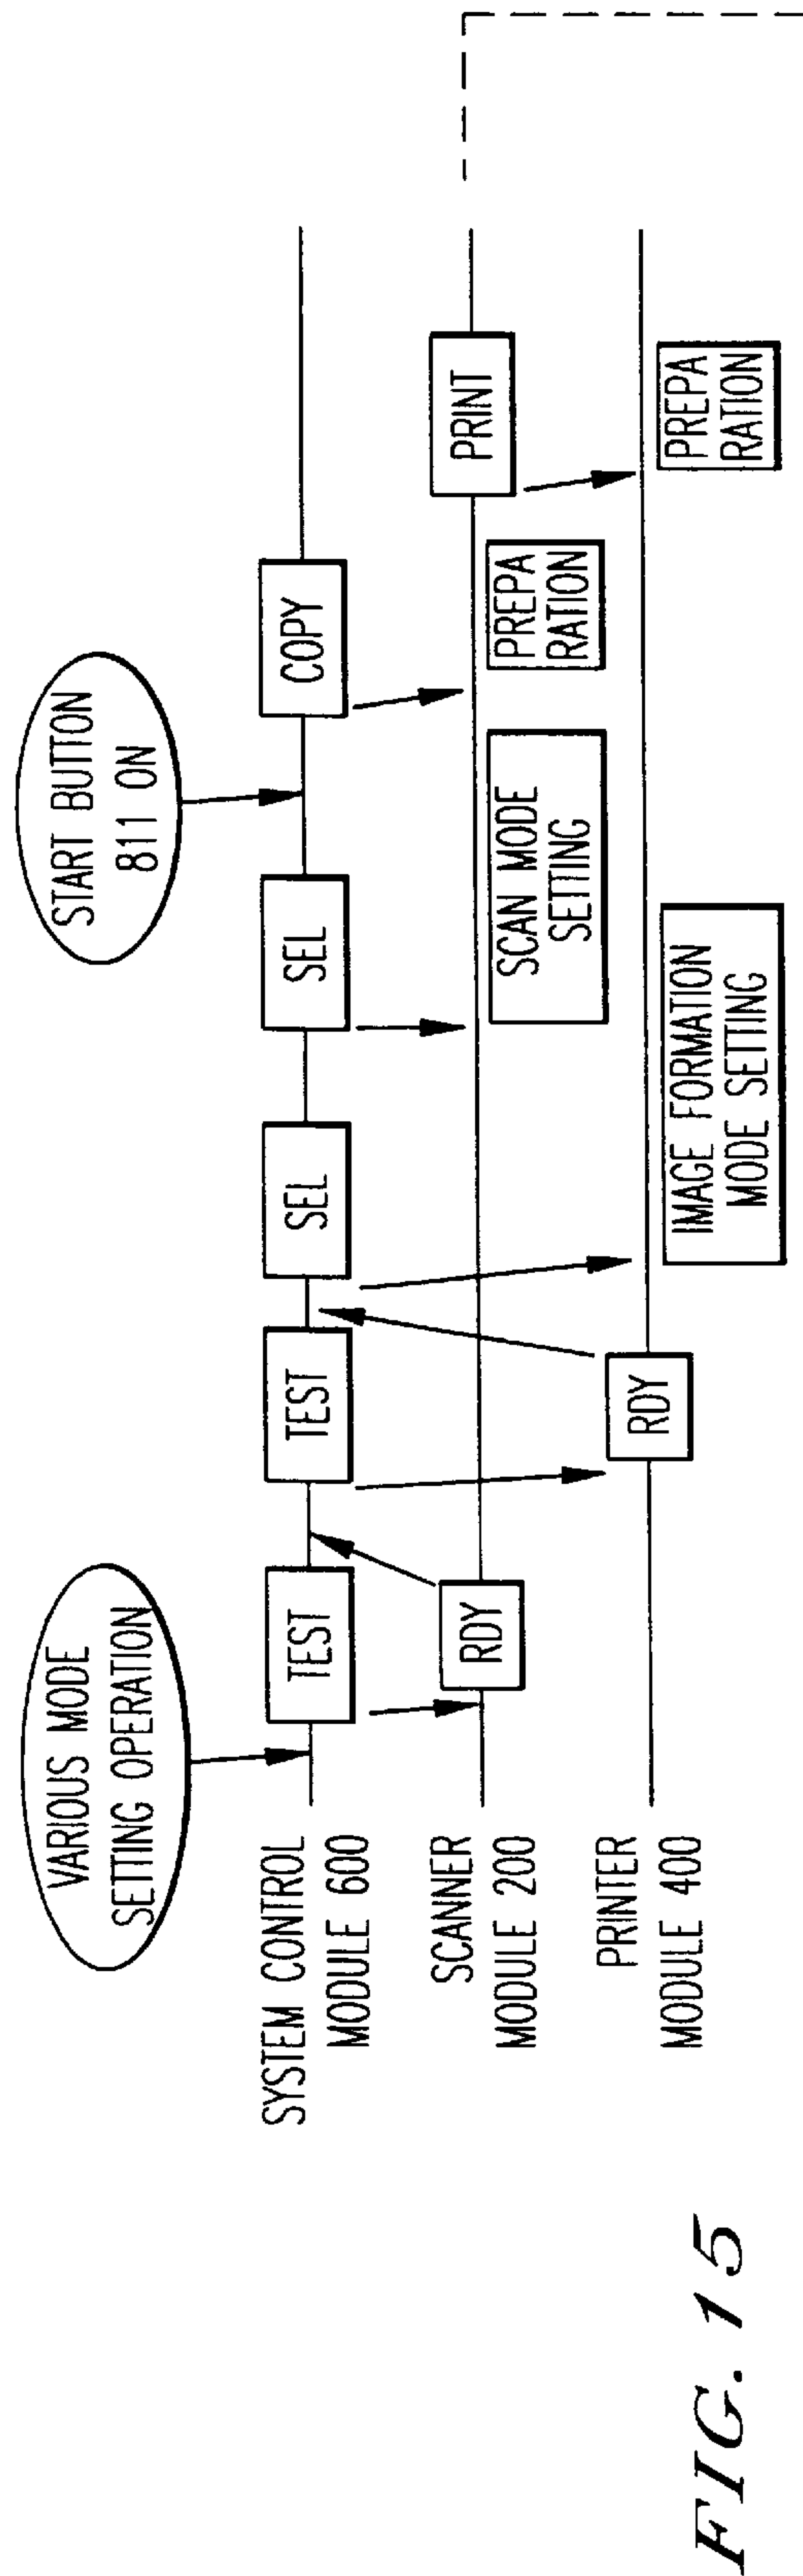 VARIOUS MODE
SETTING OPERATION
START BUTTON
811 ON
SYSTEM CONTROL
MODULE 600
TEST
TEST
SEL
SEL
COPY
SCANNER
MODULE 200
RDY
SCAN MODE
SETTING
PREPA
RATION
PRINT
PRINTER
MODULE 400
RDY
IMAGE FORMATION
MODE SETTING
PREPA
RATION
FIG. 15